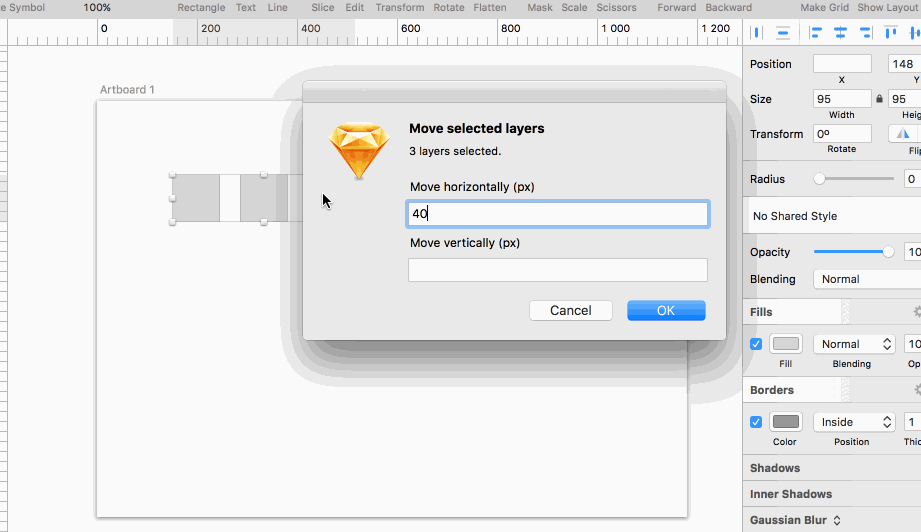 e Symbol 100% Rectangle Text Line Slice Edit Transform Rotate Flatten Mask Scale Scissors Forward Backward Make Grid Show Layout
0 200 400 600 800 1 000 1 200
Artboard 1
Move selected layers
3 layers selected.
Move horizontally (px)
40
Move vertically (px)
Cancel OK
Position 148
X Y
Size 95 95
Width Heig
Transform 0º
Rotate Flip
Radius 0
No Shared Style
Opacity 10
Blending Normal
Fills
Normal 10
Fill Blending Op
Borders
Inside 1
Color Position Thic
Shadows
Inner Shadows
Gaussian Blur